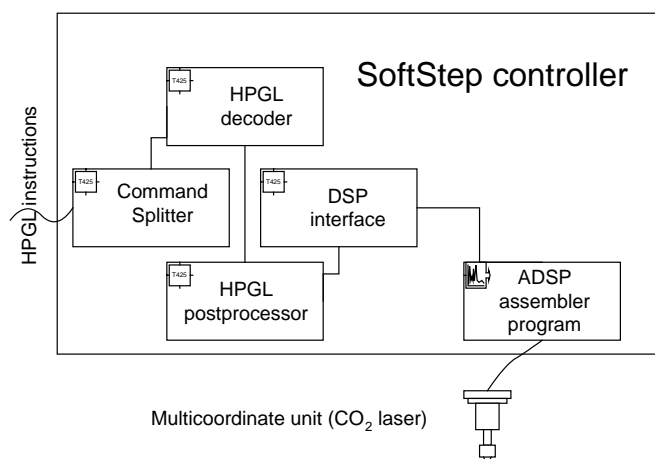 SoftStep controller
T425
HPGL
decoder
HPGL instructions
T425
Command
Splitter
T425
DSP
interface
T425
HPGL
postprocessor
ADSP
assembler
program
Multicoordinate unit (CO₂ laser)